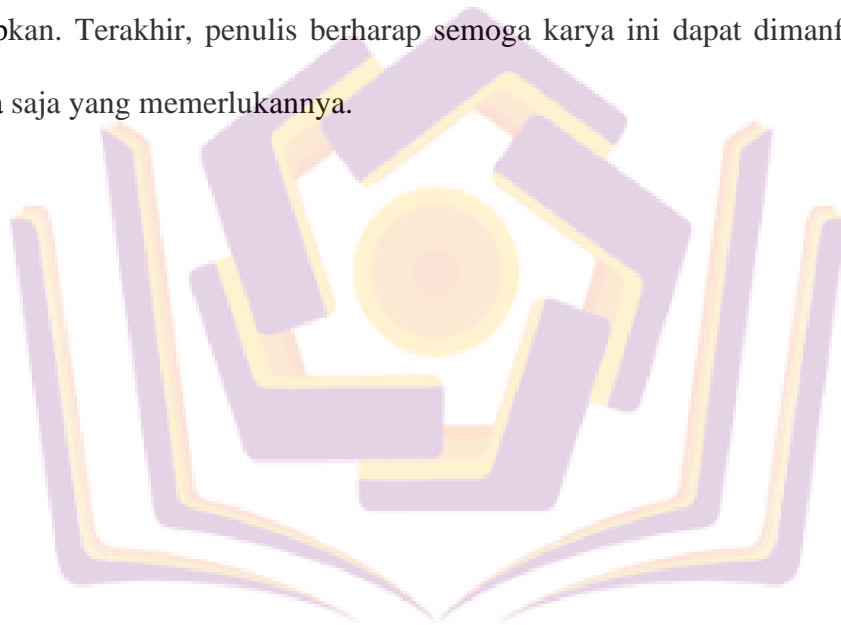 pkan. Terakhir, penulis berharap semoga karya ini dapat dimanf
saja yang memerlukannya.